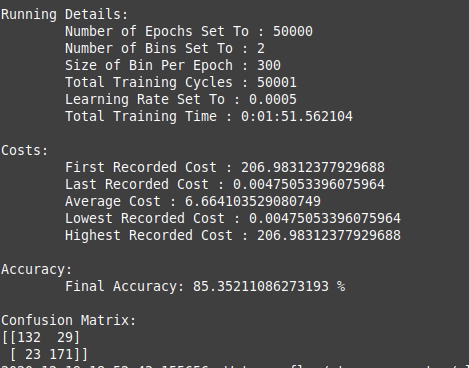 Running Details:
Number of Epochs Set To : 50000
Number of Bins Set To : 2
Size of Bin Per Epoch : 300
Total Training Cycles : 50001
Learning Rate Set To : 0.0005
Total Training Time : 0:01:51.562104
Costs:
First Recorded Cost : 206.98312377929688
Last Recorded Cost : 0.00475053396075964
Average Cost : 6.664103529080749
Lowest Recorded Cost : 0.00475053396075964
Highest Recorded Cost : 206.98312377929688
Accuracy:
Final Accuracy: 85.35211086273193 %
Confusion Matrix:
[[132 29]
[ 23 171]]